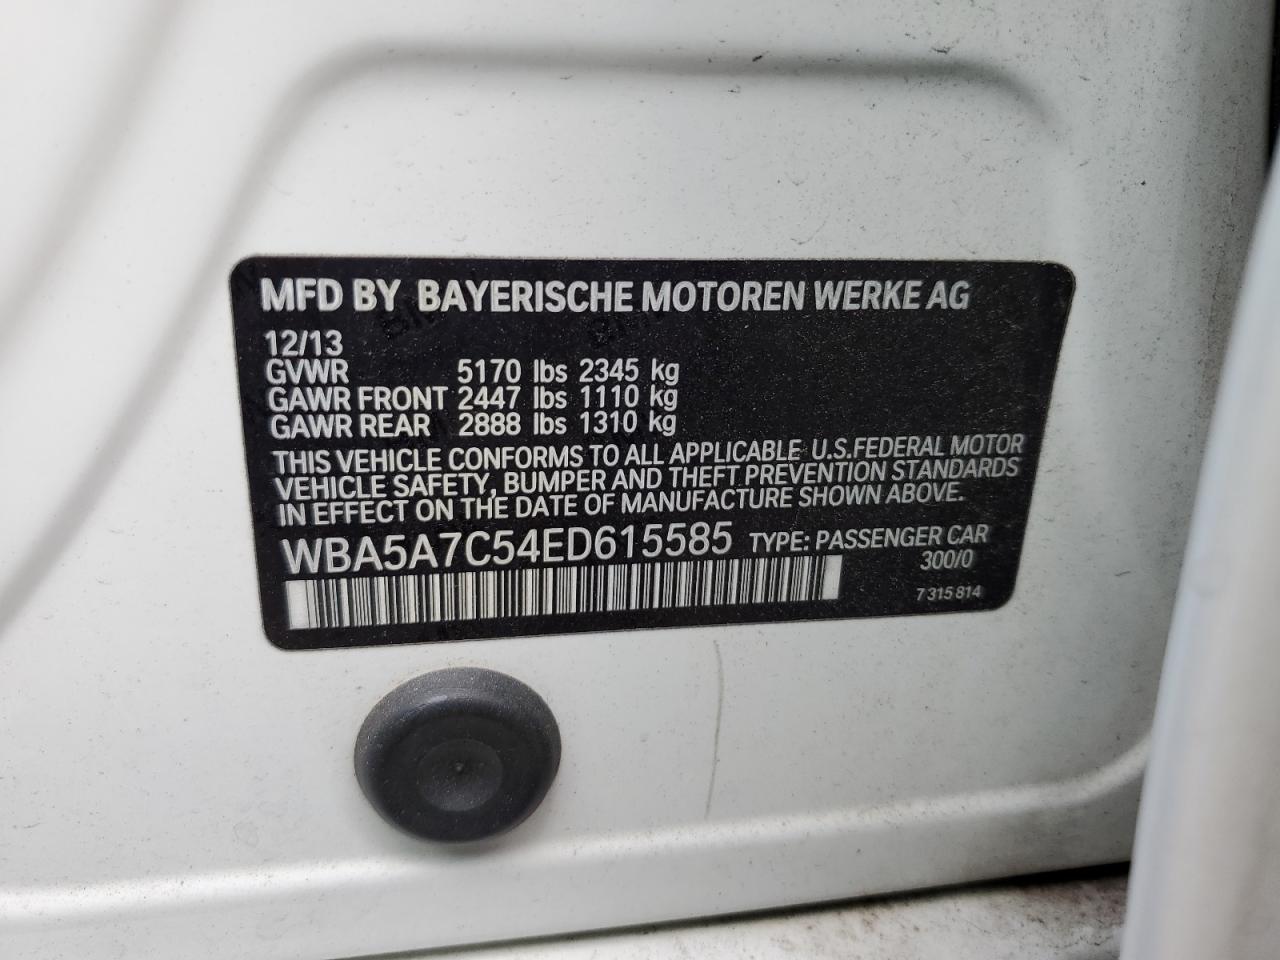 MFD BY BAYERISCHE MOTOREN WERKE AG
12/13
GVWR 5170 lbs 2345 kg
GAWR FRONT 2447 lbs 1110 kg
GAWR REAR 2888 lbs 1310 kg
THIS VEHICLE CONFORMS TO ALL APPLICABLE U.S.FEDERAL MOTOR
VEHICLE SAFETY, BUMPER AND THEFT PREVENTION STANDARDS
IN EFFECT ON THE DATE OF MANUFACTURE SHOWN ABOVE.
WBA5A7C54ED615585 TYPE: PASSENGER CAR
300/0
7 315 814